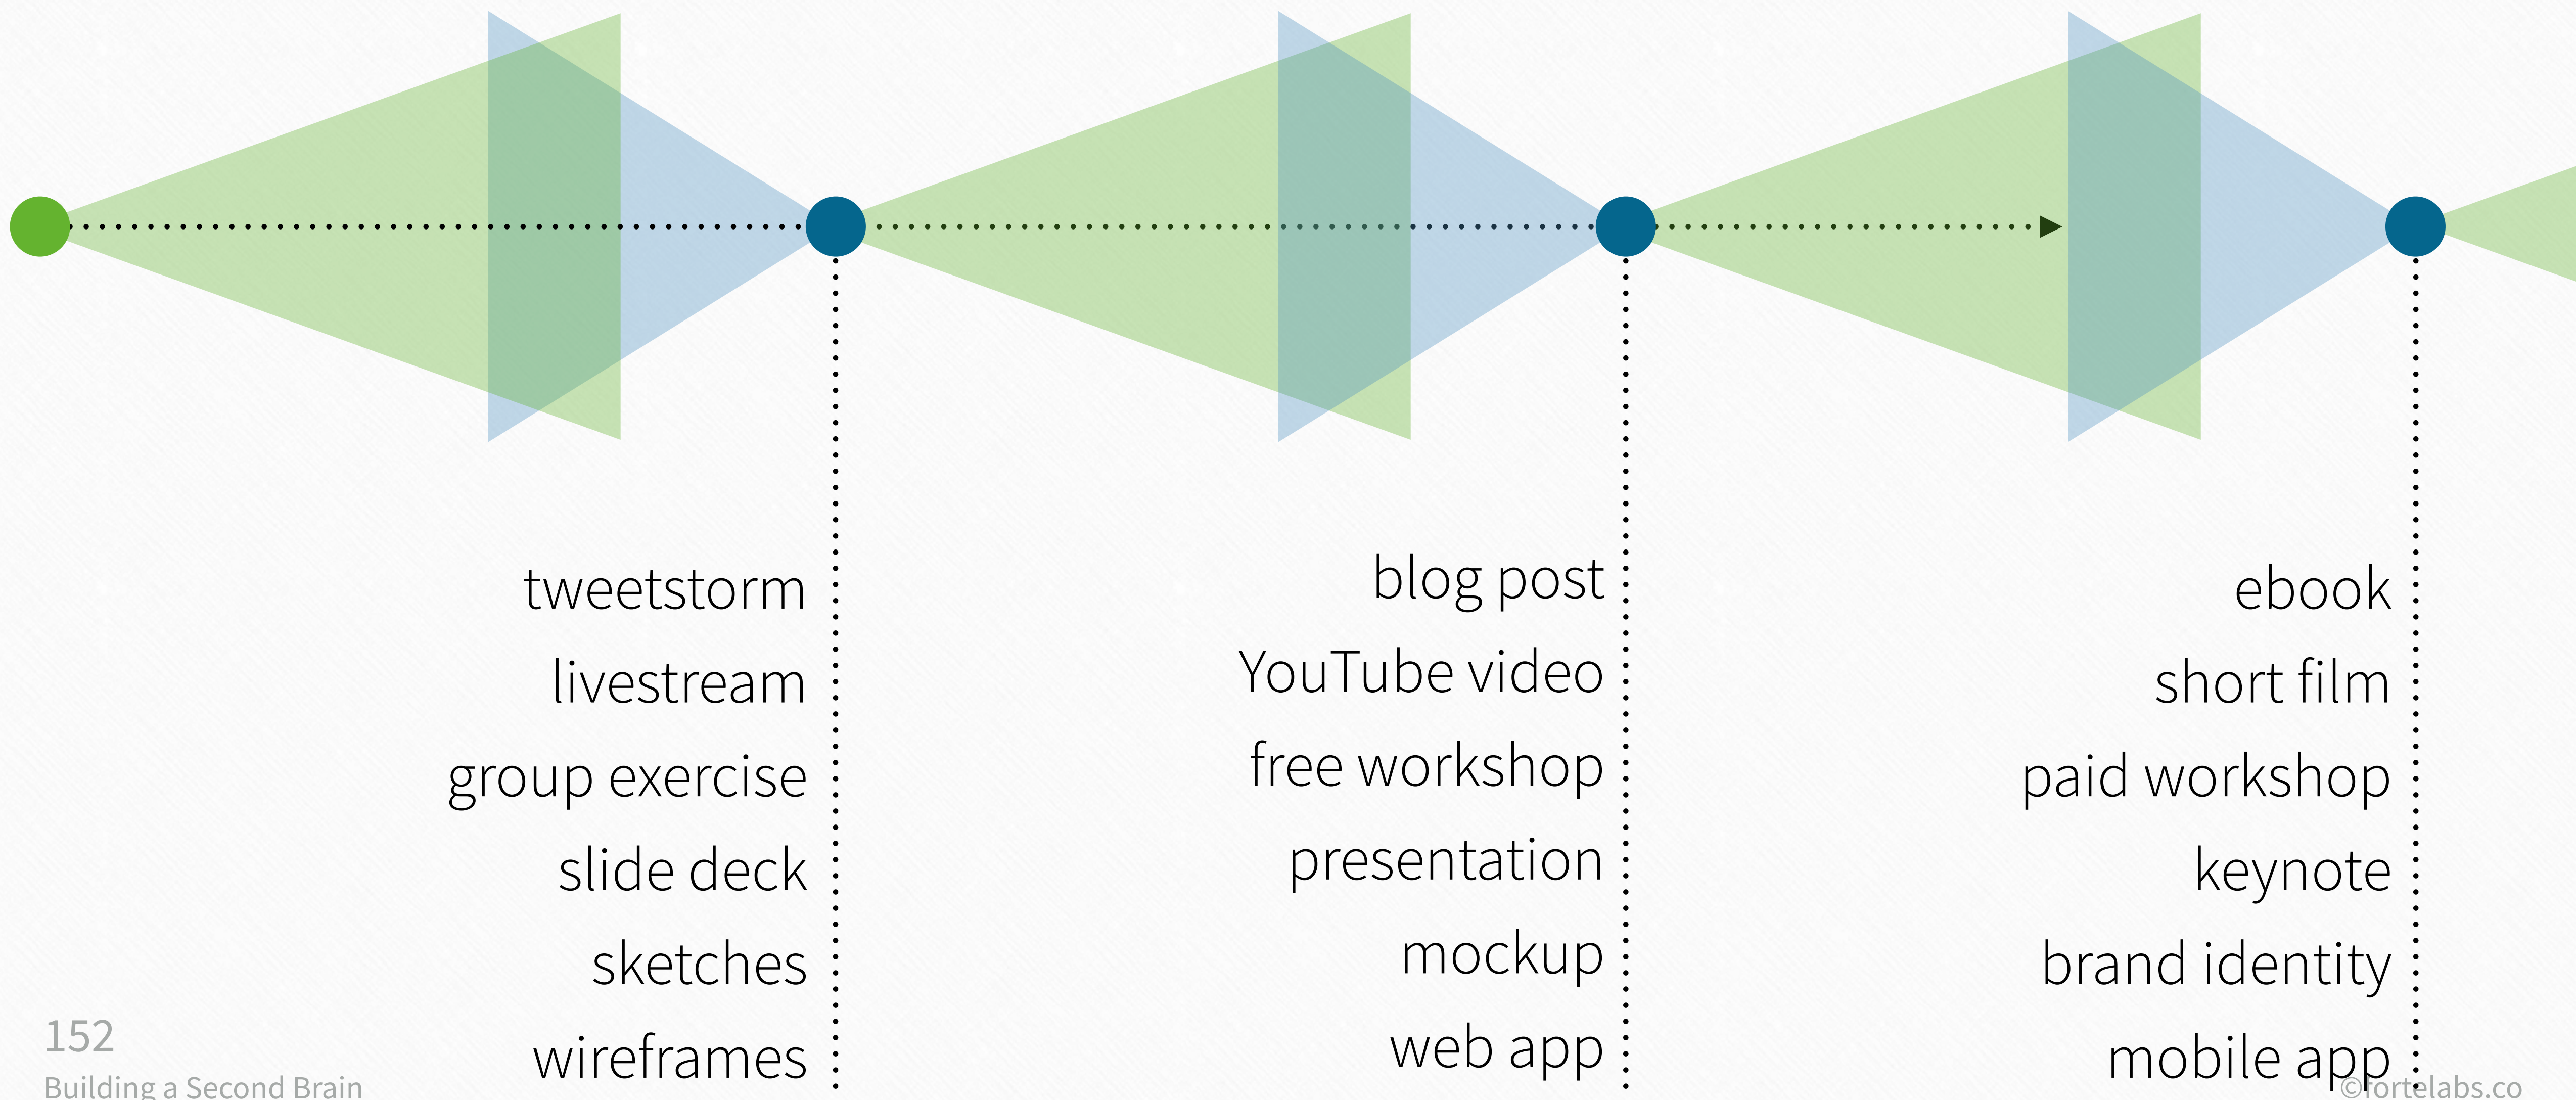 tweetstorm
livestream
group exercise
slide deck
sketches
wireframes
blog post
YouTube video
free workshop
presentation
mockup
web app
ebook
short film
paid workshop
keynote
brand identity
mobile app
152
Building a Second Brain
©fortelabs.co